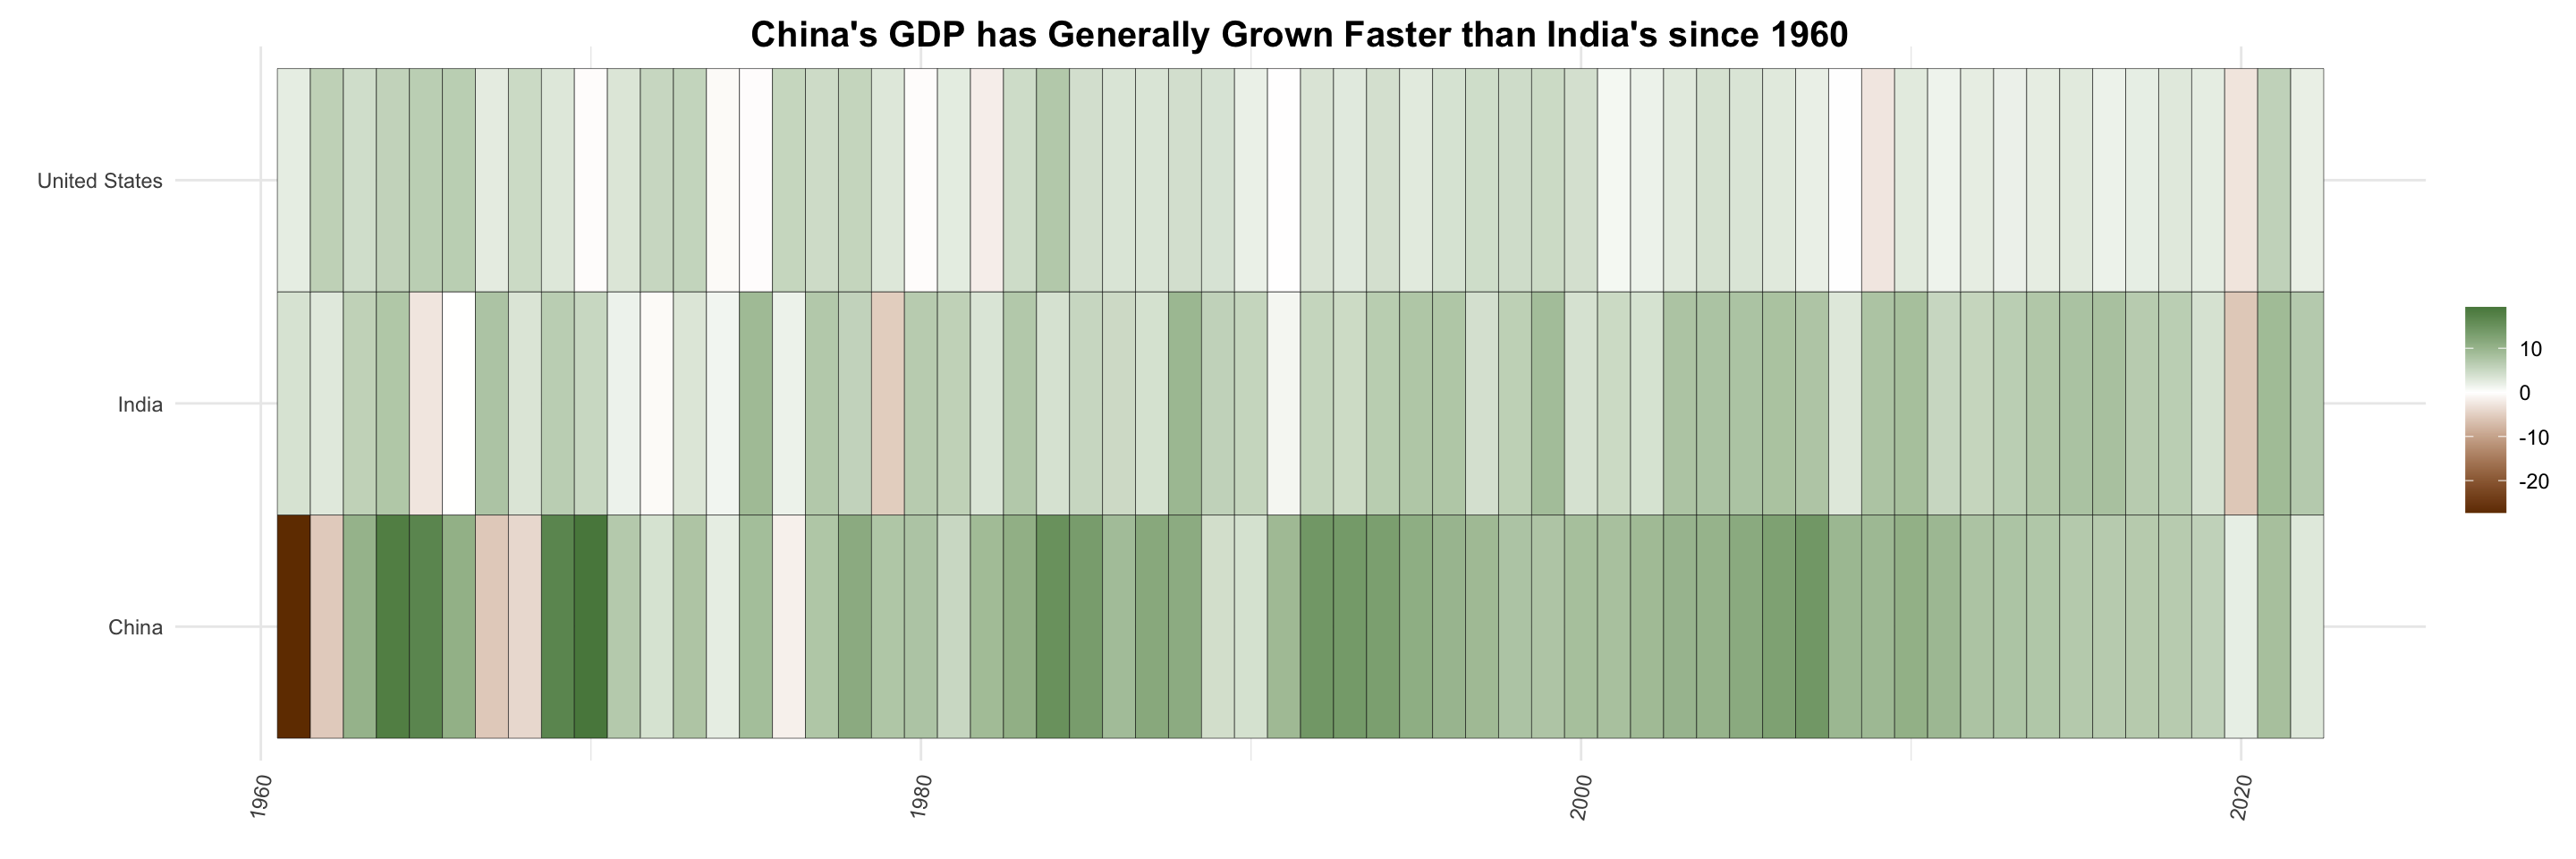 China's GDP has Generally Grown Faster than India's since 1960
United States
India
China
10
0
-10
-20
1960
1980
2000
2020